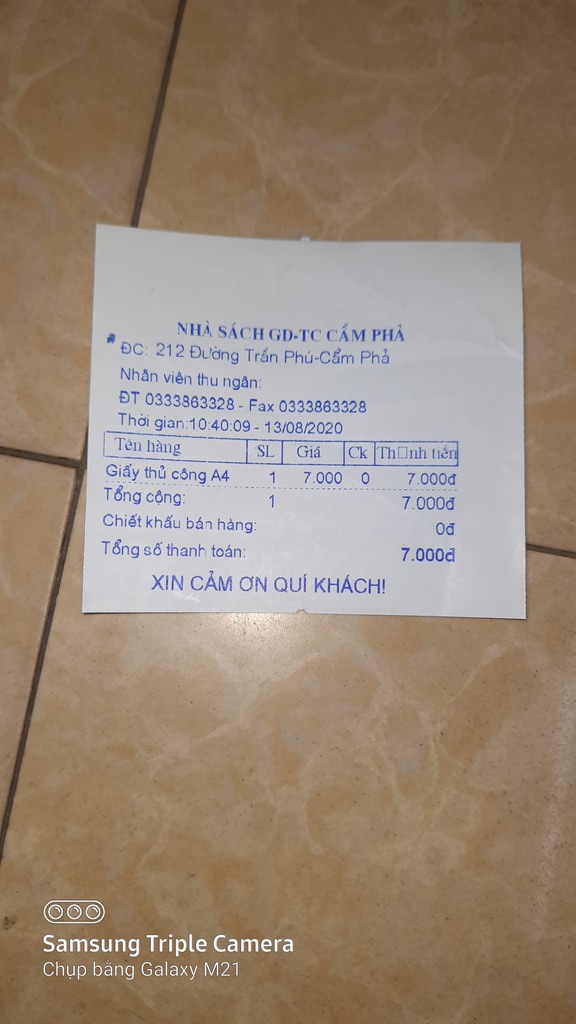 NHÀ SÁCH GD-TC CẨM PHẢ
ĐC: 212 Đường Trần Phú-Cẩm Phả
Nhân viên thu ngân:
ĐT 0333863328 - Fax 0333863328
Thời gian:10:40:09 - 13/08/2020
Tên hàng SL Giá Ck Th□nh tiền
Giấy thủ công A4 1 7.000 0 7.000đ
Tổng cộng: 1 7.000đ
Chiết khấu bán hàng: 0đ
Tổng số thanh toán: 7.000đ
XIN CẢM ƠN QUÍ KHÁCH!
Samsung Triple Camera
Chụp bằng Galaxy M21